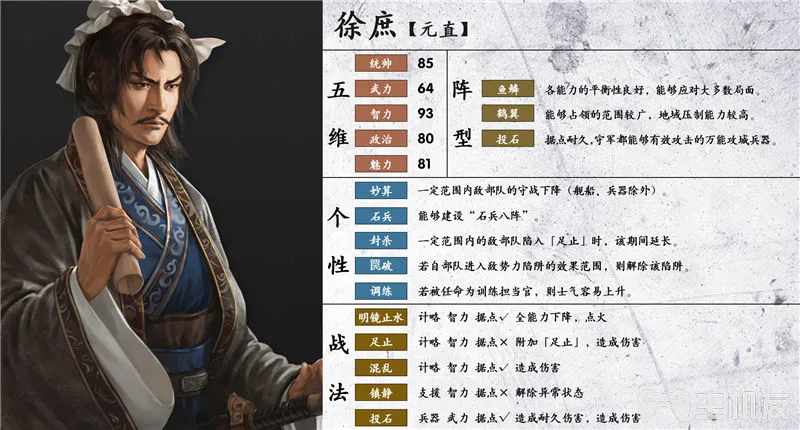 徐庶【元直】
五维
统帅 85
武力 64
智力 93
政治 80
魅力 81
阵型
鱼鳞 各能力的平衡性良好，能够应对大多数局面。
鹤翼 能够占领的范围较广，地域压制能力较高。
投石 据点耐久,守军都能够有效攻击的万能攻城兵器。
个性
妙算 一定范围内敌部队的守战下降（舰船、兵器除外）。
石兵 能够建设“石兵八阵”。
封杀 一定范围内的敌部队陷入「足止」时，该期间延长。
罠破 若自部队进入敌势力陷阱的效果范围，则解除该陷阱。
调练 若被任命为训练担当官，则士气容易上升。
战法
明镜止水 计略 智力 据点✓ 全能力下降，点火
足止 计略 智力 据点× 附加「足止」，造成伤害
混乱 计略 智力 据点✓ 造成伤害
镇静 支援 智力 据点× 解除异常状态
投石 兵器 武力 据点✓ 造成耐久伤害，造成伤害